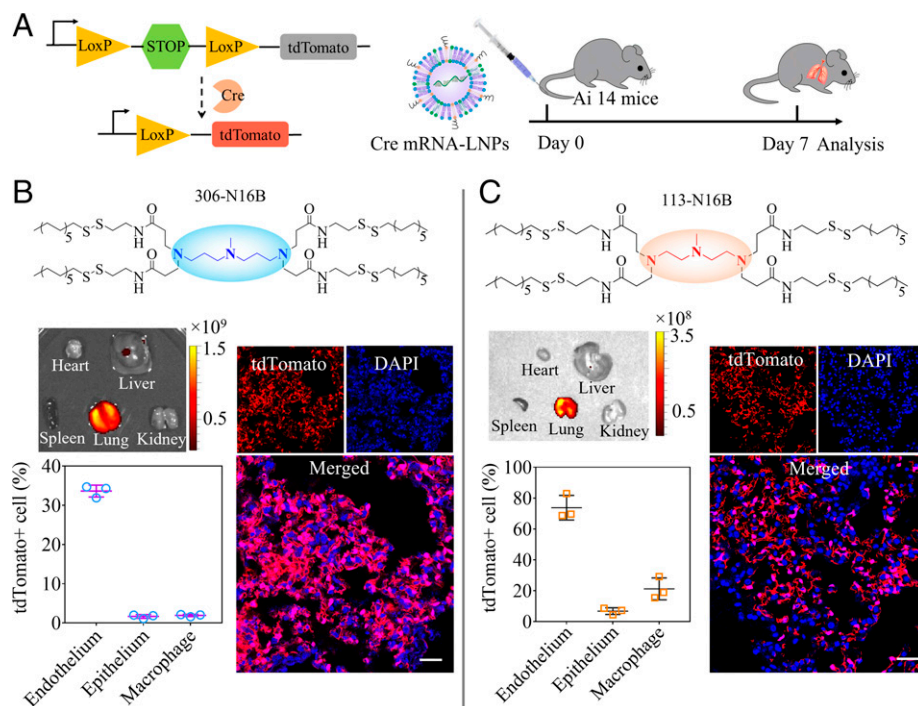 A
LoxP
STOP
LoxP
tdTomato
Cre
LoxP
tdTomato
Cre mRNA-LNPs
Ai 14 mice
Day 0
Day 7 Analysis
B
306-N16B
O
O
N
H
S
S
5
N
N
N
S
S
N
H
5
5
S
S
N
H
O
O
N
H
S
S
5
×10⁹
1.5
1.0
0.5
Heart
Liver
Spleen
Lung
Kidney
tdTomato
DAPI
Merged
tdTomato+ cell (%)
40
30
20
10
0
Endothelium
Epithelium
Macrophage
C
113-N16B
O
O
5
S
S
N
H
N
H
S
S
5
N
N
N
5
S
S
N
H
O
O
N
H
S
S
5
×10⁸
3.5
0.5
Heart
Liver
Spleen
Lung
Kidney
tdTomato
DAPI
Merged
tdTomato+ cell (%)
100
80
60
40
20
0
Endothelium
Epithelium
Macrophage